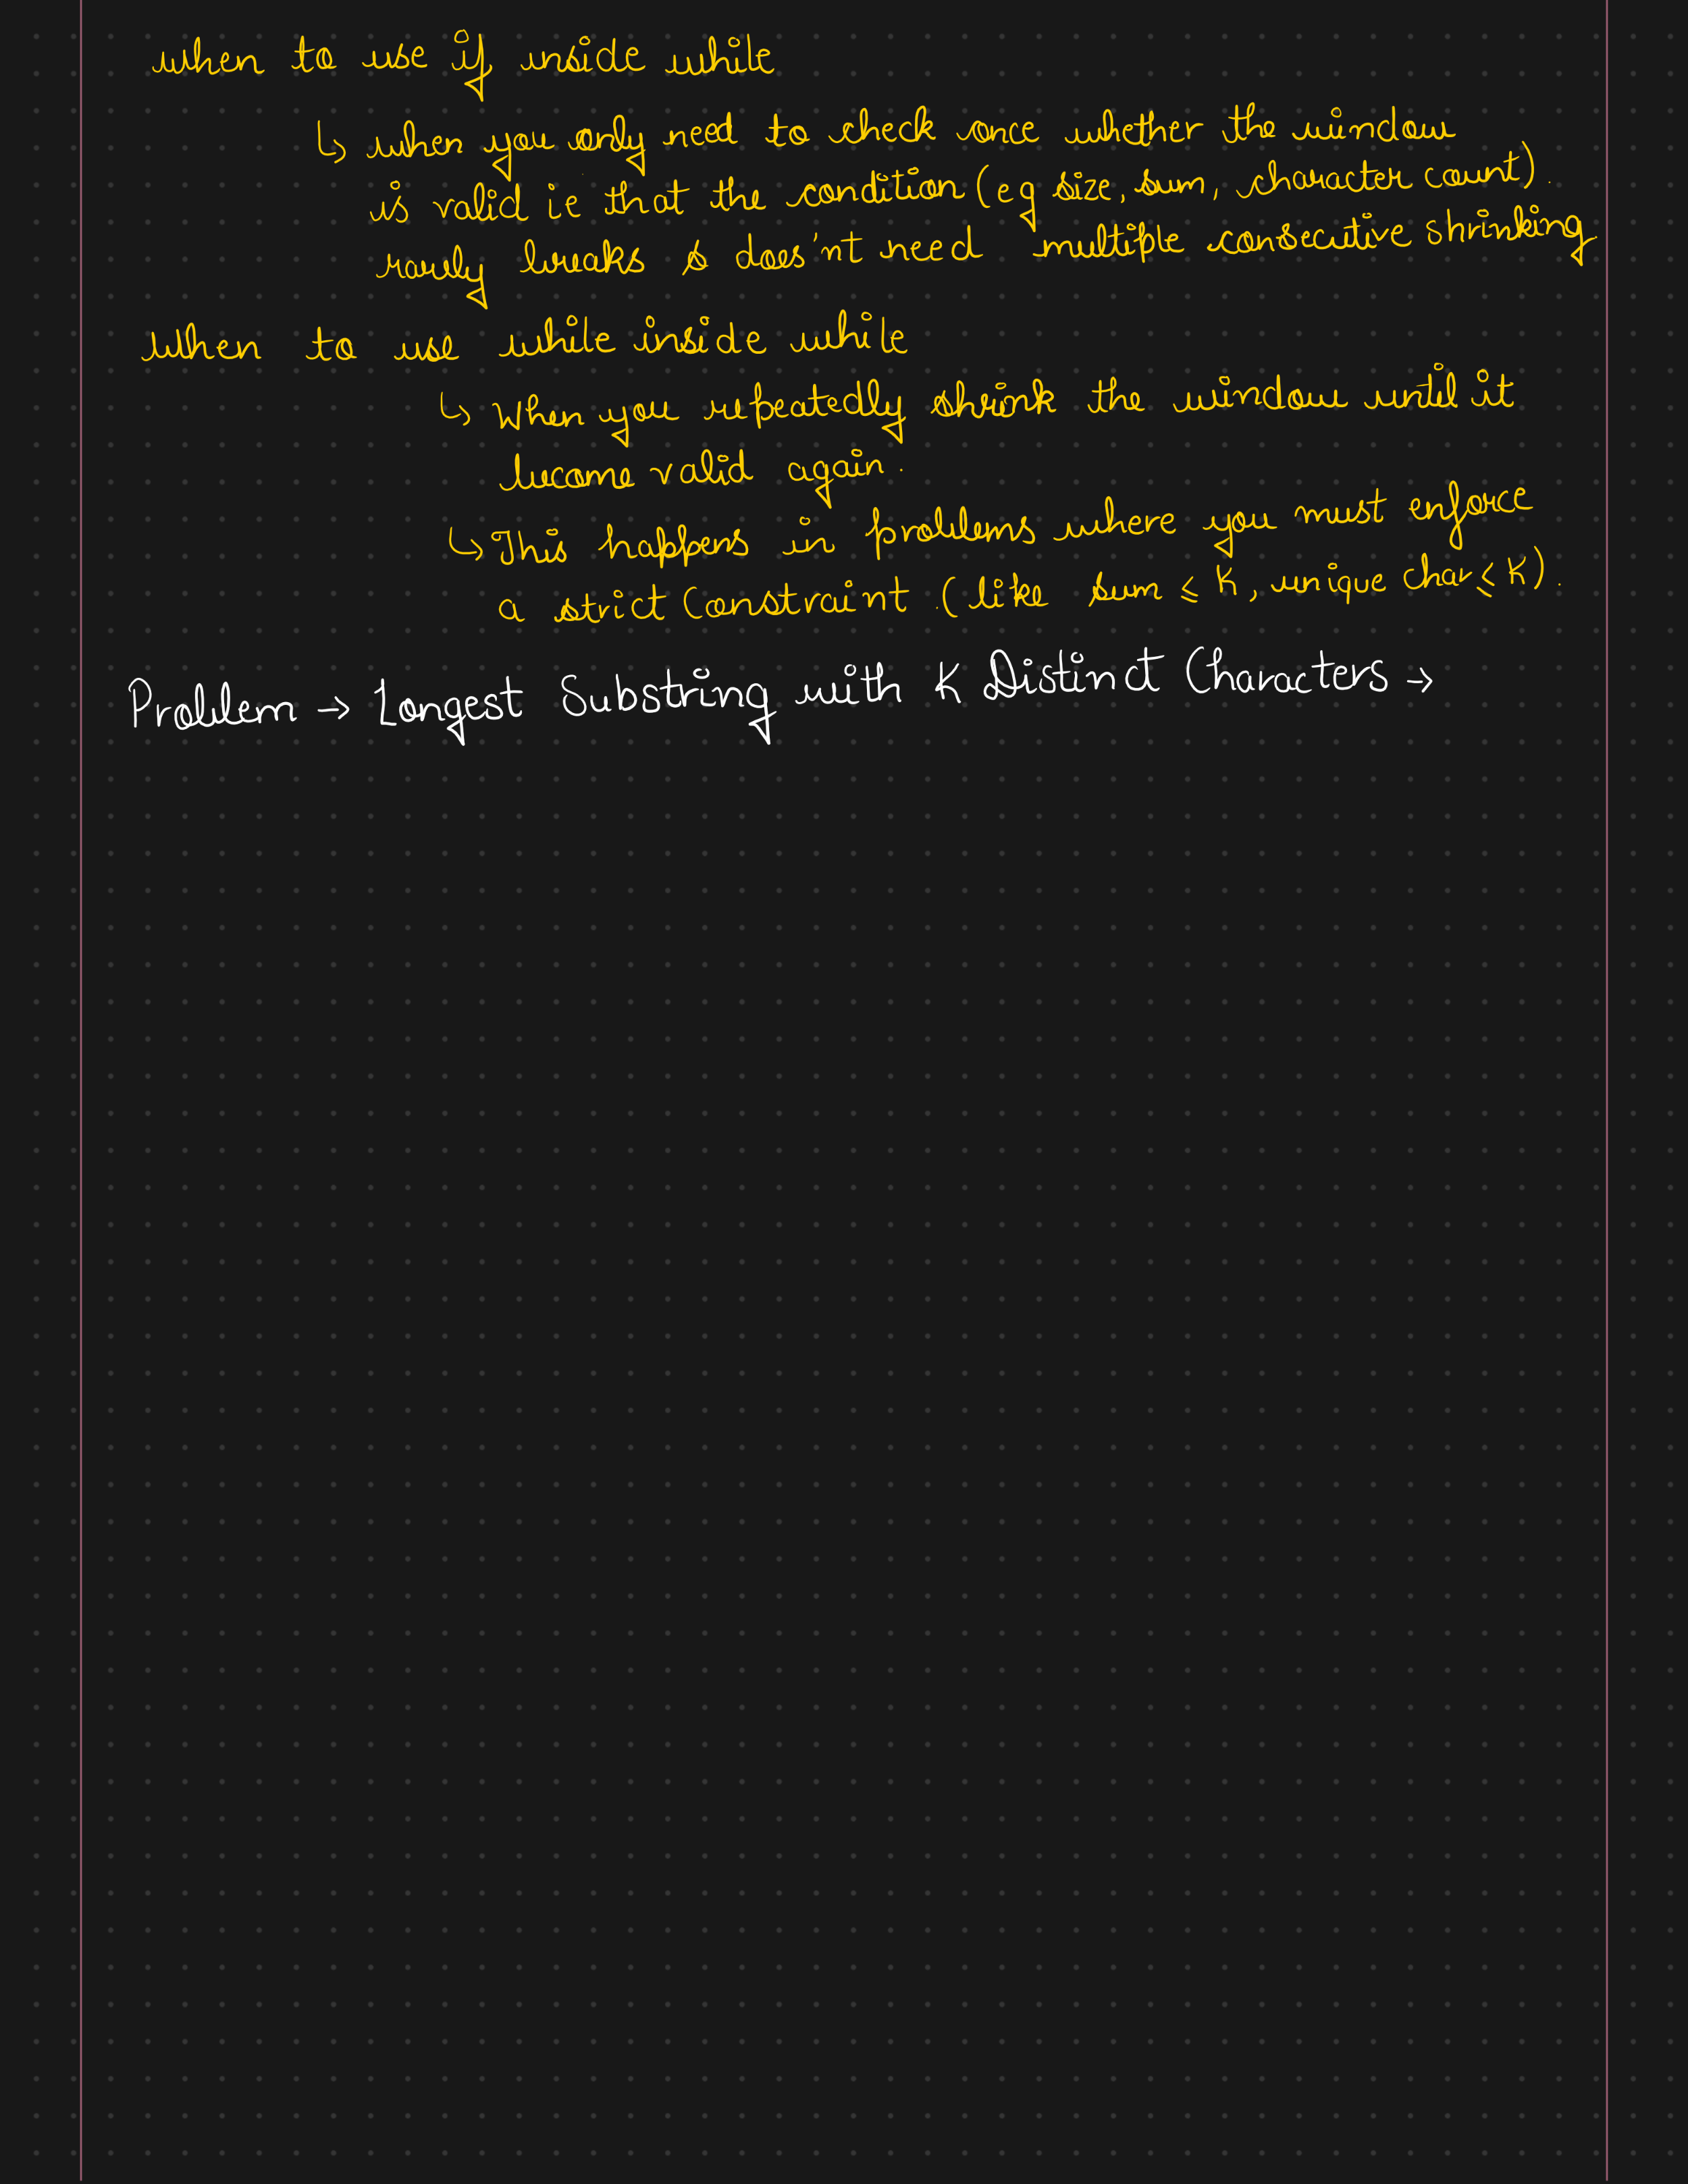 when to use if inside while
↳ when you only need to check once whether the window
is valid ie that the condition (eg size, sum, character count).
rarely breaks & does'nt need multiple consecutive shrinking
When to use while inside while
↳ When you repeatedly shrink the window until it
become valid again.
↳ This happens in problems where you must enforce
a strict Constraint (like sum ≤ K, unique char ≤ K).
Problem → Longest Substring with K Distinct Characters →